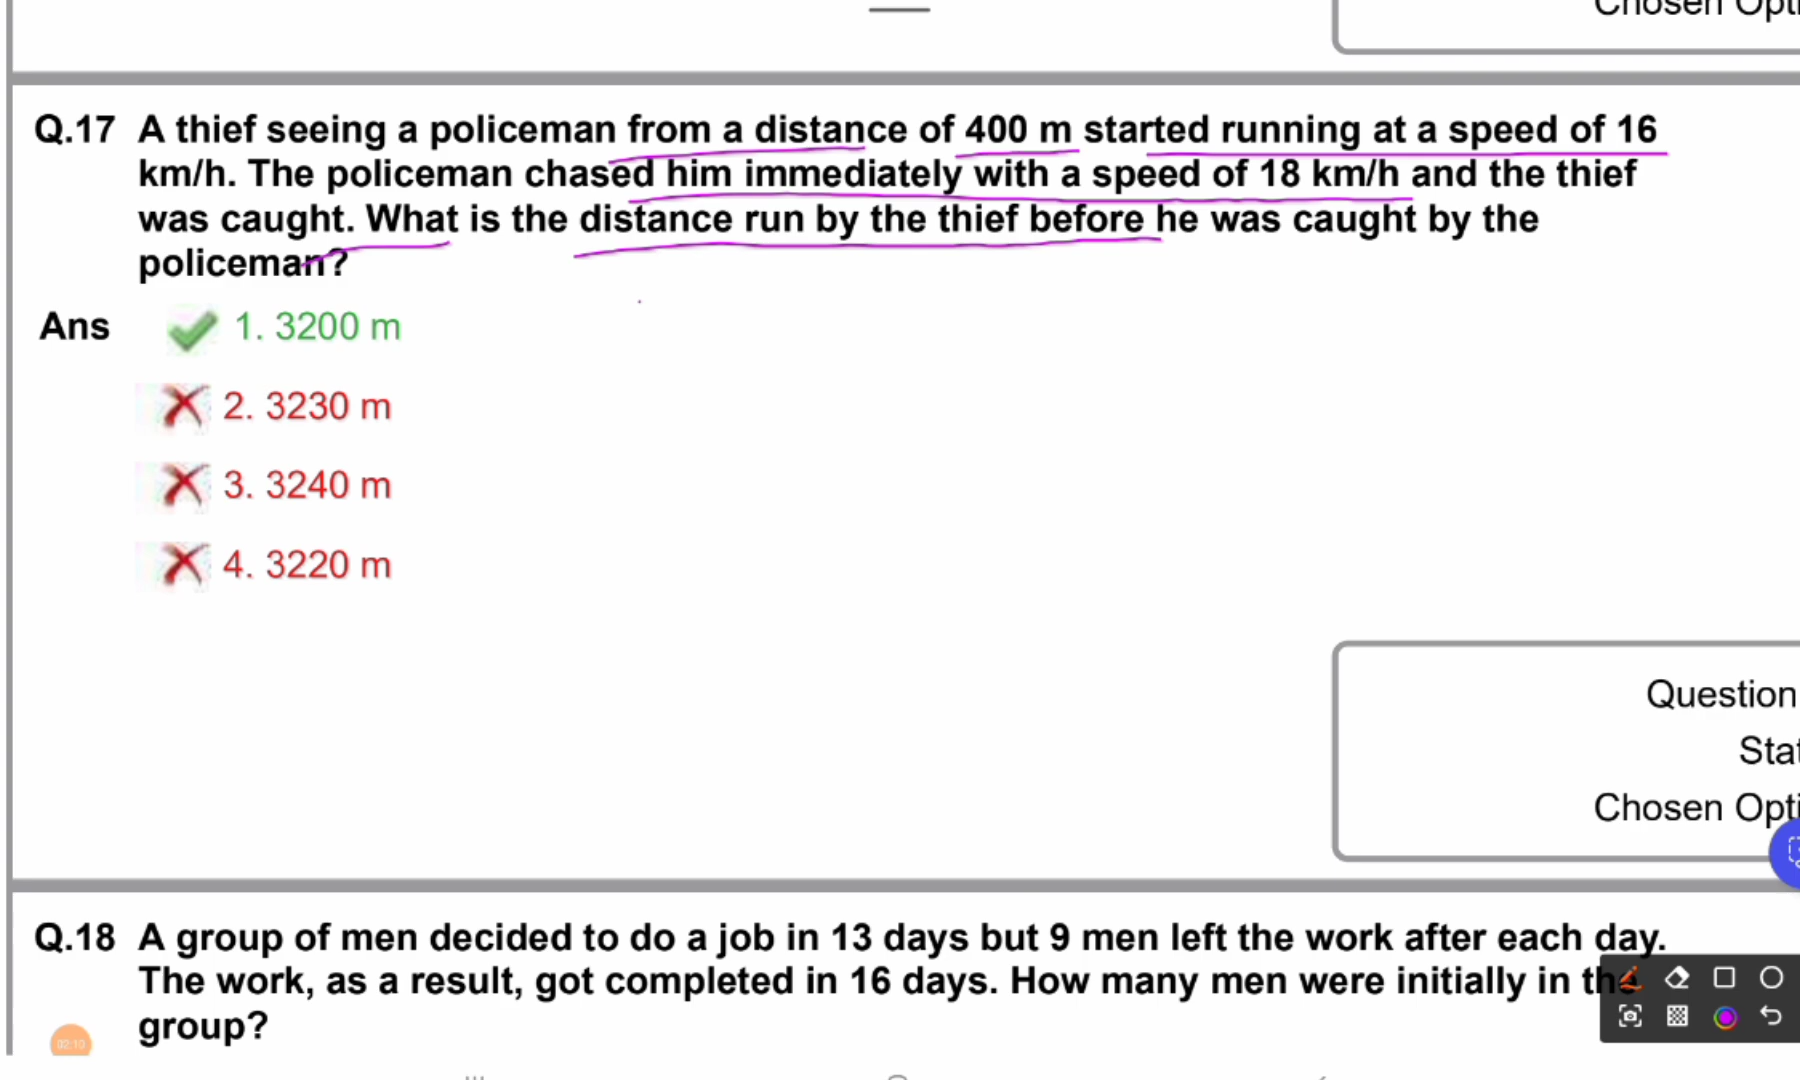 Chosen Opti
Q.17 A thief seeing a policeman from a distance of 400 m started running at a speed of 16
km/h. The policeman chased him immediately with a speed of 18 km/h and the thief
was caught. What is the distance run by the thief before he was caught by the
policeman?
Ans 1. 3200 m
2. 3230 m
3. 3240 m
4. 3220 m
Question
Stat
Chosen Opti
Q.18 A group of men decided to do a job in 13 days but 9 men left the work after each day.
The work, as a result, got completed in 16 days. How many men were initially in the
group?
02:10